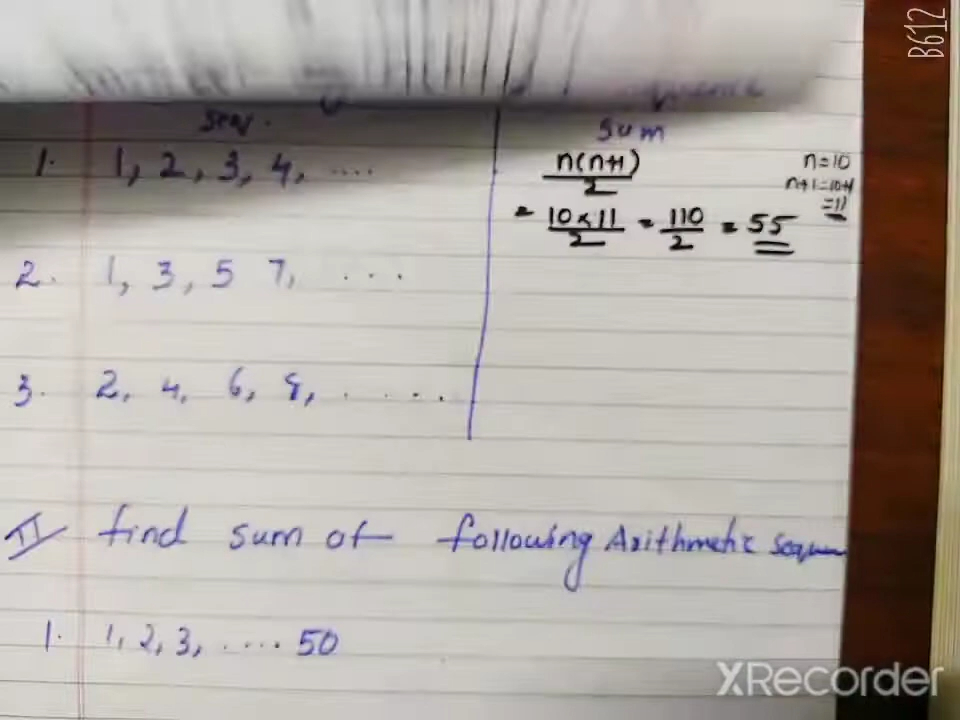 B612
seq.
sum
1. 1, 2, 3, 4, ....
n(n+1)
2
n=10
n+1=10+1
=11
= 10×11 = 110 = 55
2 2
2. 1, 3, 5 7, ...
3. 2, 4, 6, 8, .....
II find sum of following Arithmetic
1. 1, 2, 3, .... 50
XRecorder